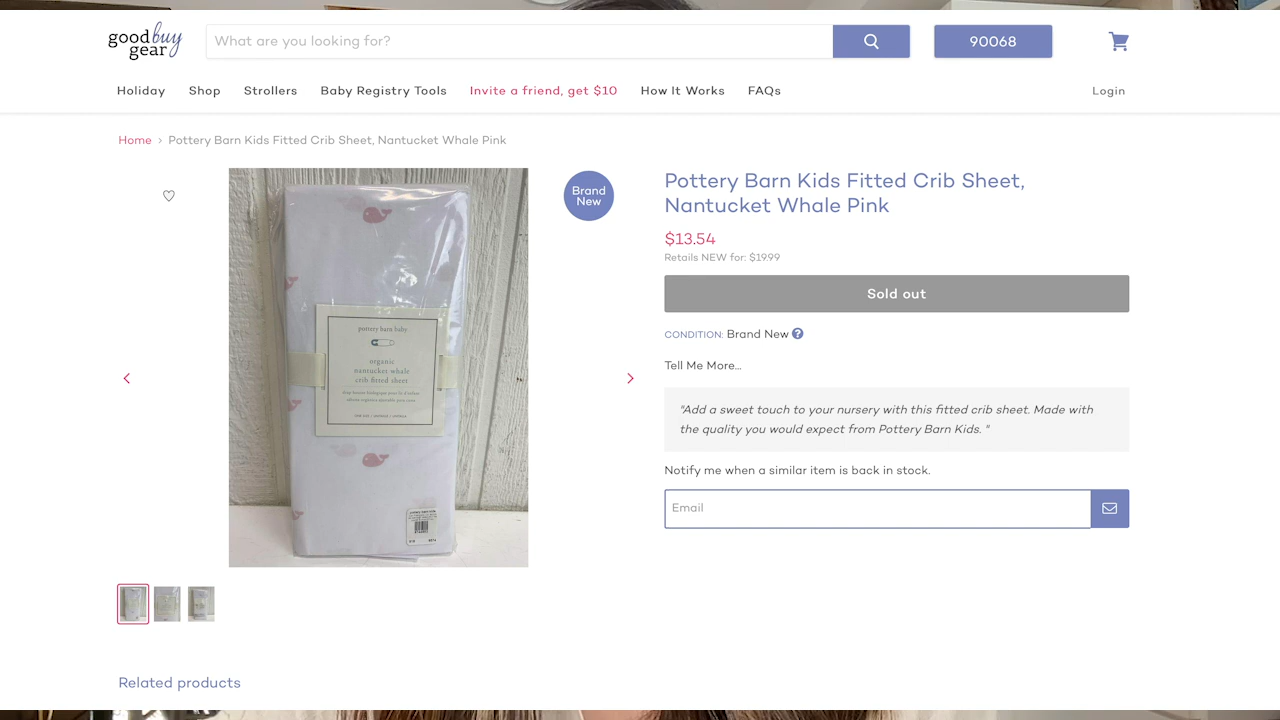 good buy
gear
What are you looking for?
90068
Holiday
Shop
Strollers
Baby Registry Tools
Invite a friend, get $10
How It Works
FAQs
Login
Home › Pottery Barn Kids Fitted Crib Sheet, Nantucket Whale Pink
Brand
New
pottery barn baby
organic
nantucket whale
crib fitted sheet
Pottery Barn Kids Fitted Crib Sheet,
Nantucket Whale Pink
$13.54
Retails NEW for: $19.99
Sold out
CONDITION: Brand New ?
Tell Me More...
"Add a sweet touch to your nursery with this fitted crib sheet. Made with
the quality you would expect from Pottery Barn Kids. "
Notify me when a similar item is back in stock.
Email
Related products